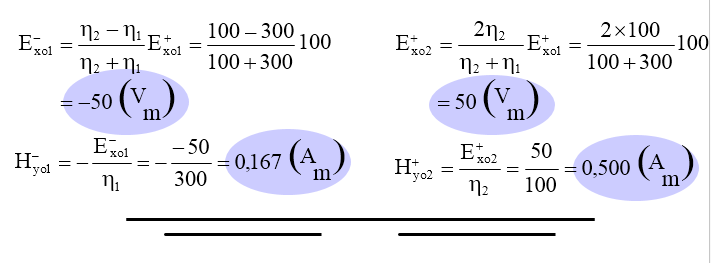 E⁻ₓₒ₁ = (η₂ − η₁)/(η₂ + η₁) E⁺ₓₒ₁ = (100 − 300)/(100 + 300) 100
= −50 (V/m)
H⁻yo1 = − E⁻ₓₒ₁/η₁ = − −50/300 = 0,167 (A/m)
E⁺ₓₒ₂ = 2η₂/(η₂ + η₁) E⁺ₓₒ₁ = (2×100)/(100 + 300) 100
= 50 (V/m)
H⁺yo2 = E⁺ₓₒ₂/η₂ = 50/100 = 0,500 (A/m)